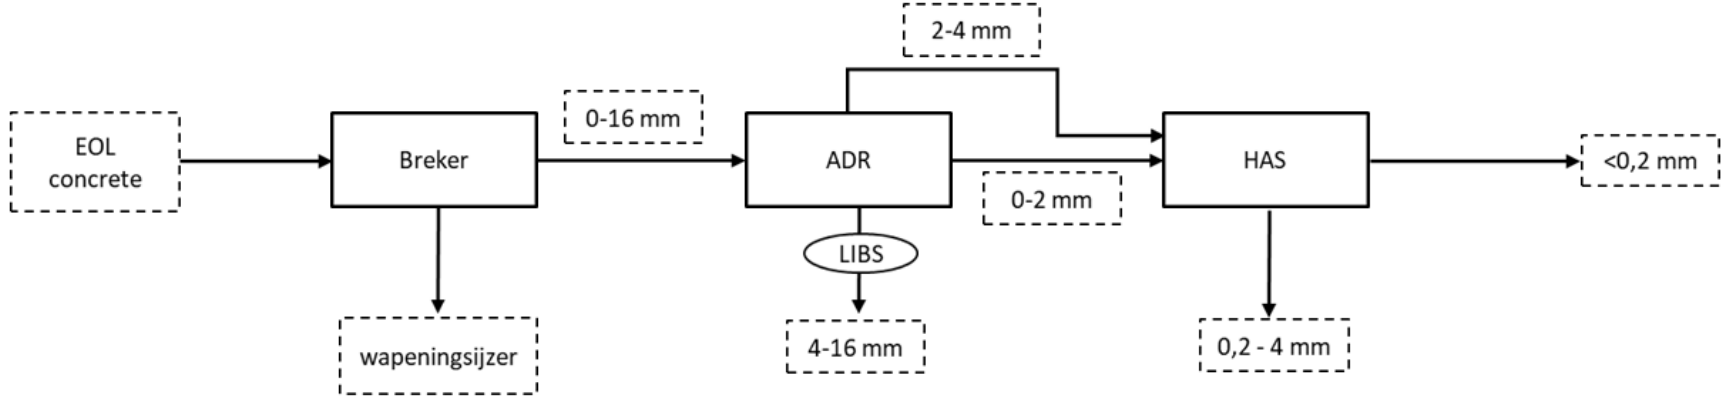 2-4 mm
EOL
concrete
Breker
0-16 mm
ADR
0-2 mm
HAS
<0,2 mm
LIBS
wapeningsijzer
4-16 mm
0,2 - 4 mm